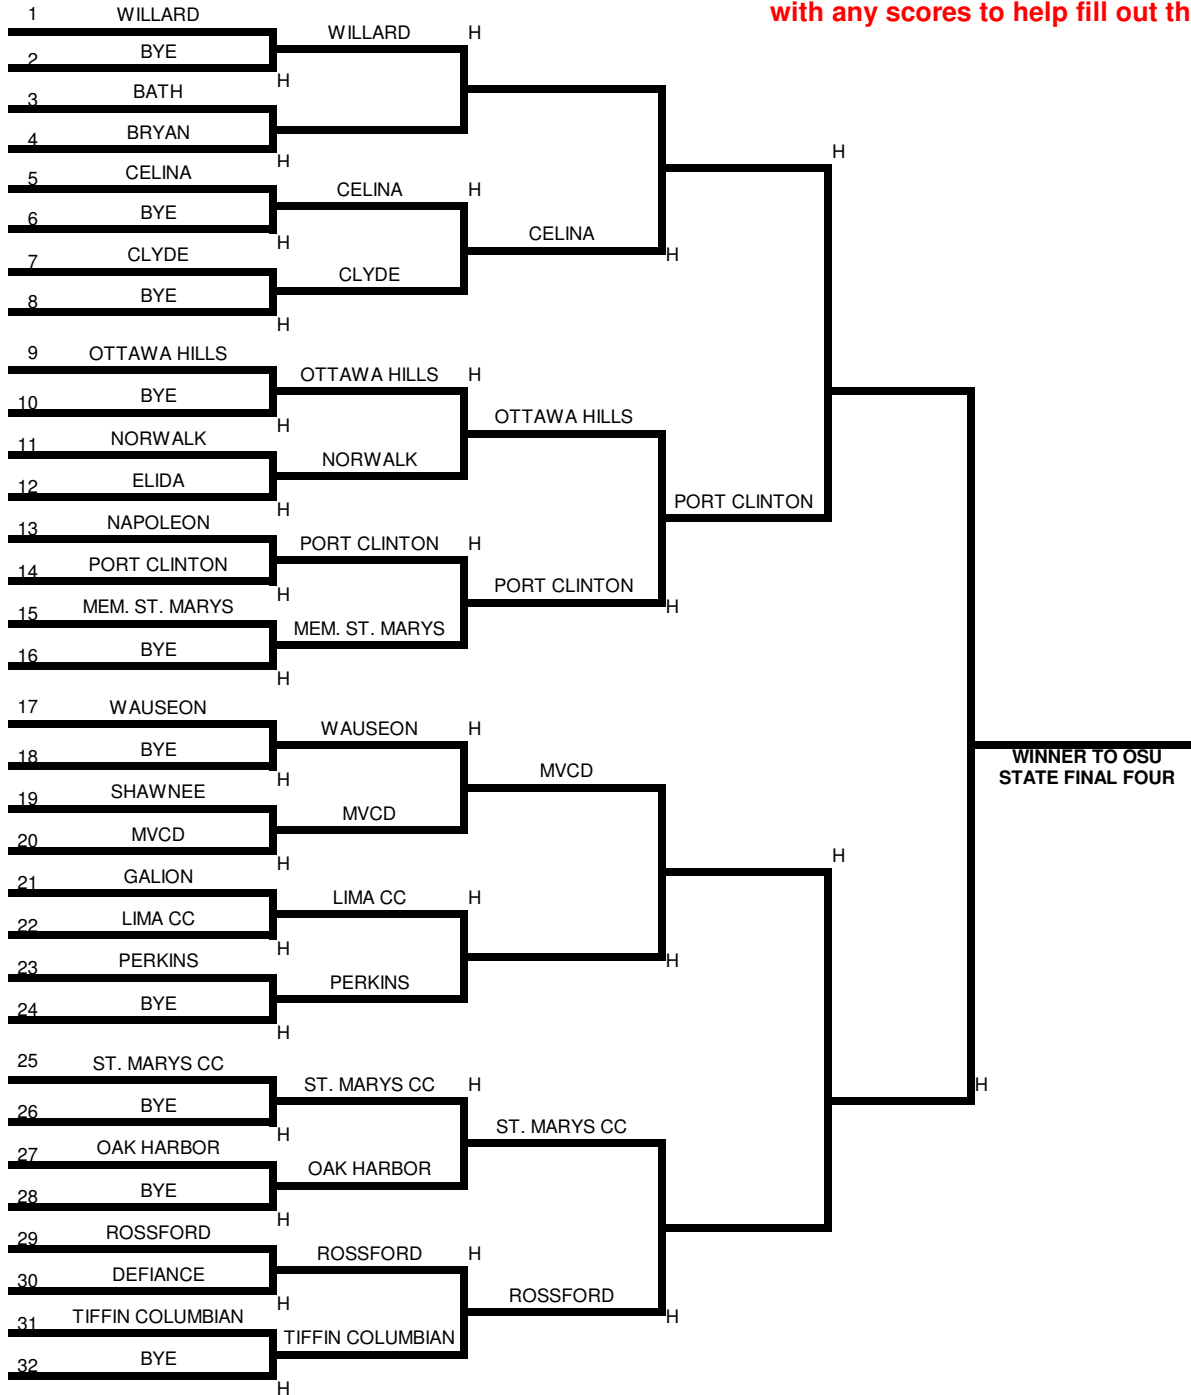 with any scores to help fill out th
1 WILLARD
WILLARD H
2 BYE
H
3 BATH
4 BRYAN
H
H
5 CELINA
CELINA H
6 BYE
CELINA
H
H
7 CLYDE
CLYDE
8 BYE
H
9 OTTAWA HILLS
OTTAWA HILLS H
10 BYE
OTTAWA HILLS
H
11 NORWALK
NORWALK
12 ELIDA
PORT CLINTON
H
13 NAPOLEON
PORT CLINTON H
14 PORT CLINTON
PORT CLINTON
H
H
15 MEM. ST. MARYS
MEM. ST. MARYS
16 BYE
H
17 WAUSEON
WAUSEON H
18 BYE
WINNER TO OSU
STATE FINAL FOUR
MVCD
H
19 SHAWNEE
MVCD
20 MVCD
H
H
21 GALION
LIMA CC H
22 LIMA CC
H
23 PERKINS
H
PERKINS
24 BYE
H
25 ST. MARYS CC
ST. MARYS CC H
H
26 BYE
ST. MARYS CC
H
27 OAK HARBOR
OAK HARBOR
28 BYE
H
29 ROSSFORD
ROSSFORD H
30 DEFIANCE
ROSSFORD
H
31 TIFFIN COLUMBIAN
H
TIFFIN COLUMBIAN
32 BYE
H